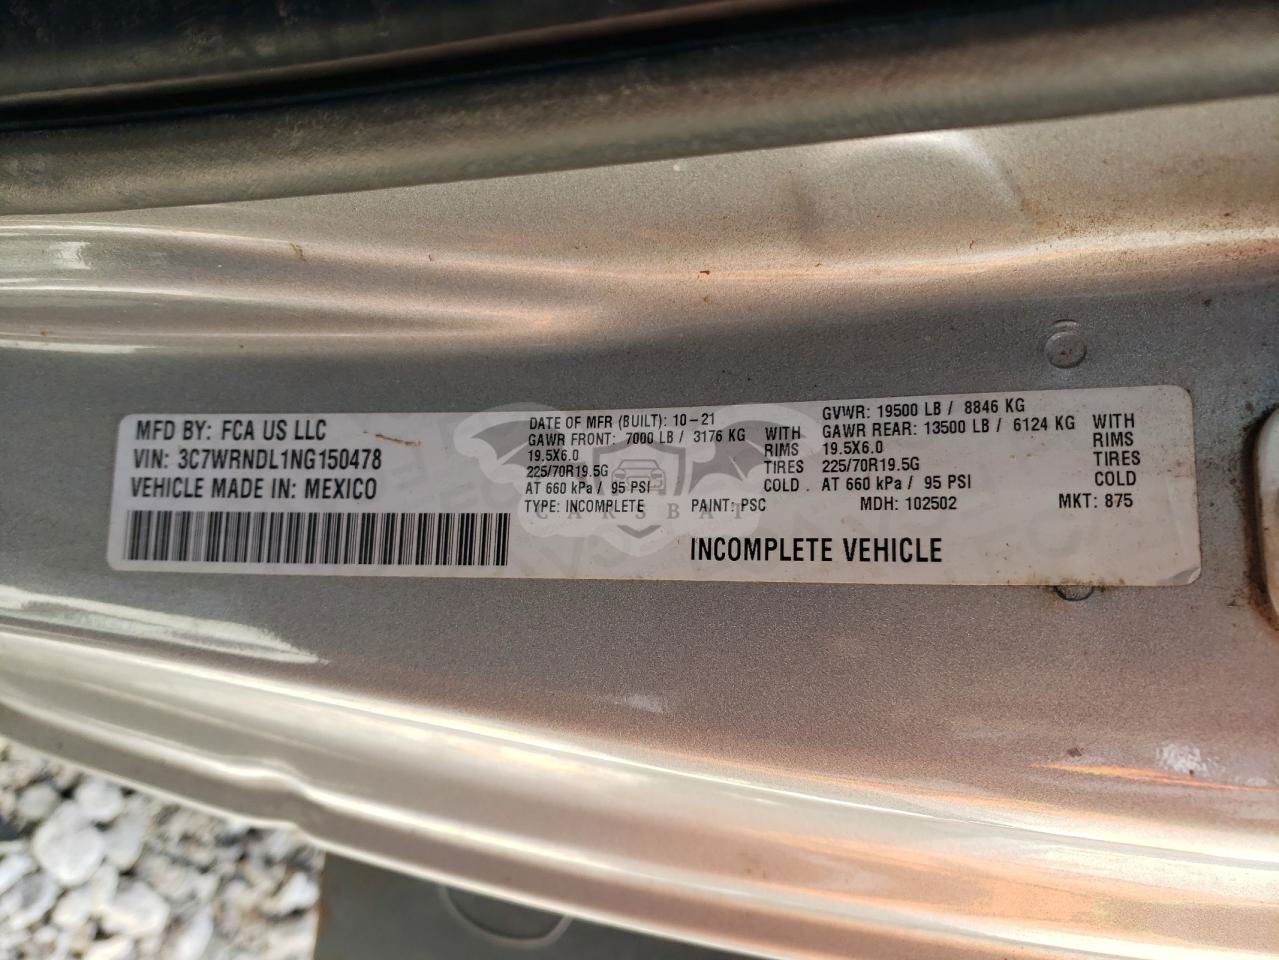 MFD BY: FCA US LLC
VIN: 3C7WRNDL1NG150478
VEHICLE MADE IN: MEXICO
DATE OF MFR (BUILT): 10-21
GAWR FRONT: 7000 LB / 3176 KG WITH
19.5X6.0 RIMS
225/70R19.5G TIRES
AT 660 kPa / 95 PSI COLD
TYPE: INCOMPLETE
GVWR: 19500 LB / 8846 KG
GAWR REAR: 13500 LB / 6124 KG WITH
19.5X6.0 RIMS
225/70R19.5G TIRES
AT 660 kPa / 95 PSI COLD
PAINT: PSC MDH: 102502 MKT: 875
INCOMPLETE VEHICLE
CARSBAT